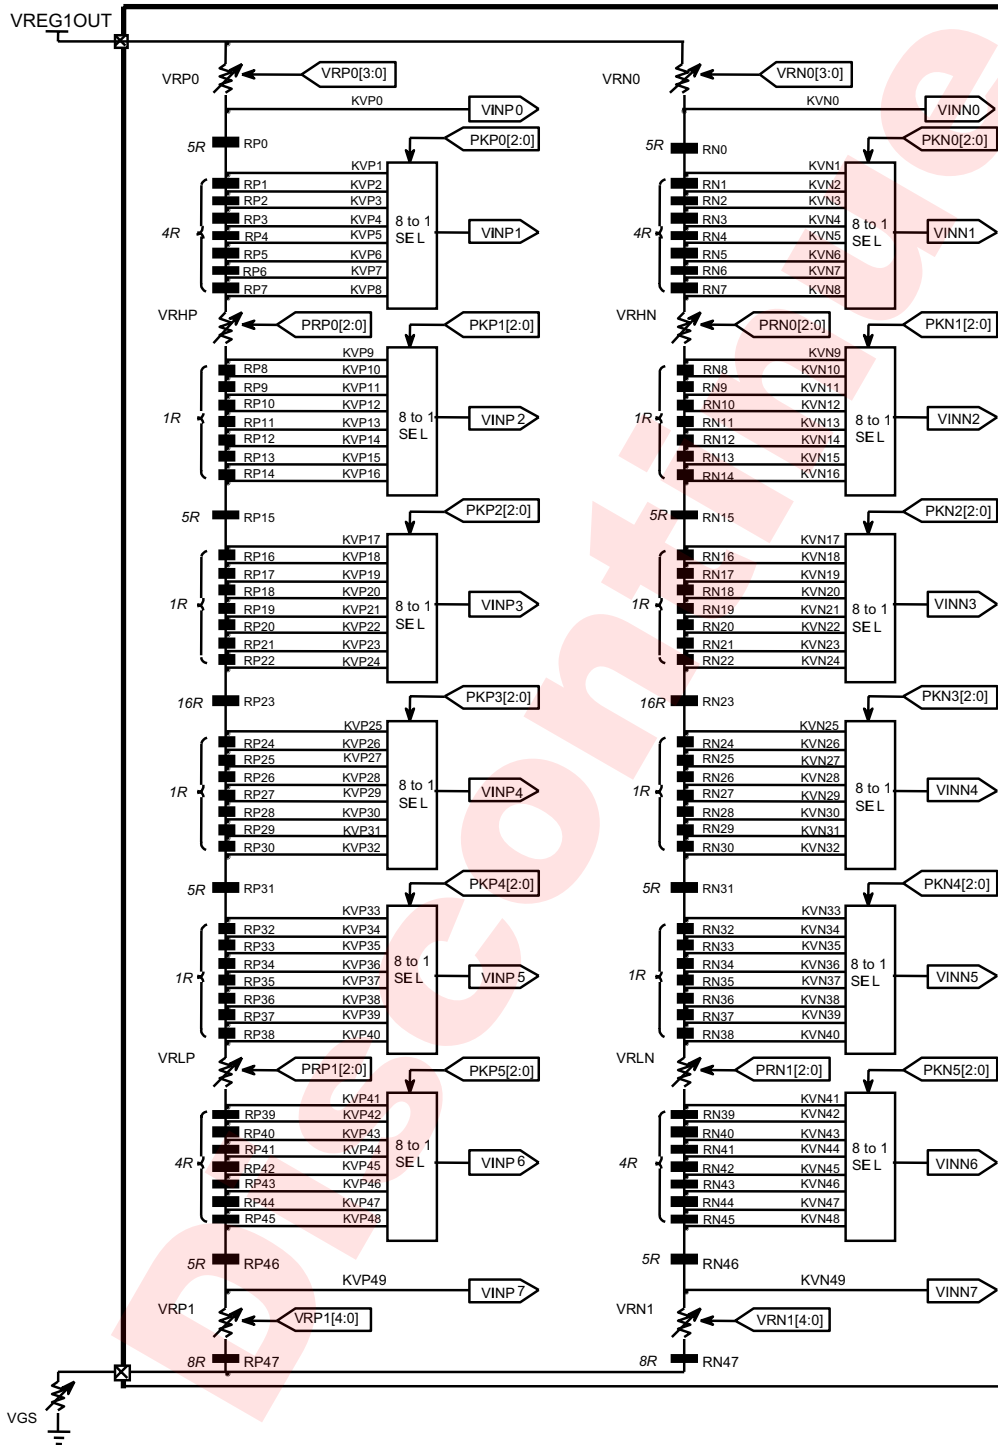 VREG1OUT
VRP0 VRP0[3:0] VRN0 VRN0[3:0]
KVP0 VINP0 KVN0 VINN0
PKP0[2:0] PKN0[2:0]
5R RP0 5R RN0
KVP1 KVN1
RP1 KVP2 RN1 KVN2
RP2 KVP3 RN2 KVN3
RP3 KVP4 8 to 1 RN3 KVN4 8 to 1
4R RP4 KVP5 SEL VINP1 4R RN4 KVN5 SEL VINN1
RP5 KVP6 RN5 KVN6
RP6 KVP7 RN6 KVN7
RP7 KVP8 RN7 KVN8
VRHP PRP0[2:0] PKP1[2:0] VRHN PRN0[2:0] PKN1[2:0]
KVP9 KVN9
RP8 KVP10 RN8 KVN10
RP9 KVP11 RN9 KVN11
RP10 KVP12 8 to 1 RN10 KVN12 8 to 1
1R RP11 KVP13 SEL VINP2 1R RN11 KVN13 SEL VINN2
RP12 KVP14 RN12 KVN14
RP13 KVP15 RN13 KVN15
RP14 KVP16 RN14 KVN16
PKP2[2:0] PKN2[2:0]
5R RP15 5R RN15
KVP17 KVN17
RP16 KVP18 RN16 KVN18
RP17 KVP19 RN17 KVN19
RP18 KVP20 RN18 KVN20
1R RP19 KVP21 8 to 1 VINP3 1R RN19 KVN21 8 to 1 VINN3
RP20 KVP22 SEL RN20 KVN22 SEL
RP21 KVP23 RN21 KVN23
RP22 KVP24 RN22 KVN24
PKP3[2:0] PKN3[2:0]
16R RP23 16R RN23
KVP25 KVN25
RP24 KVP26 RN24 KVN26
RP25 KVP27 RN25 KVN27
RP26 KVP28 8 to 1 RN26 KVN28 8 to 1
1R RP27 KVP29 SEL VINP4 1R RN27 KVN29 SEL VINN4
RP28 KVP30 RN28 KVN30
RP29 KVP31 RN29 KVN31
RP30 KVP32 RN30 KVN32
PKP4[2:0] PKN4[2:0]
5R RP31 5R RN31
KVP33 KVN33
RP32 KVP34 RN32 KVN34
RP33 KVP35 RN33 KVN35
RP34 KVP36 8 to 1 RN34 KVN36 8 to 1
1R RP35 KVP37 SEL VINP5 1R RN35 KVN37 SEL VINN5
RP36 KVP38 RN36 KVN38
RP37 KVP39 RN37 KVN39
RP38 KVP40 RN38 KVN40
VRLP PRP1[2:0] PKP5[2:0] VRLN PRN1[2:0] PKN5[2:0]
KVP41 KVN41
RP39 KVP42 RN39 KVN42
RP40 KVP43 RN40 KVN43
RP41 KVP44 8 to 1 RN41 KVN44 8 to 1
4R RP42 KVP45 SEL VINP6 4R RN42 KVN45 SEL VINN6
RP43 KVP46 RN43 KVN46
RP44 KVP47 RN44 KVN47
RP45 KVP48 RN45 KVN48
5R RP46 5R RN46
KVP49 VINP7 KVN49 VINN7
VRP1 VRP1[4:0] VRN1 VRN1[4:0]
8R RP47 8R RN47
VGS
Discontinue